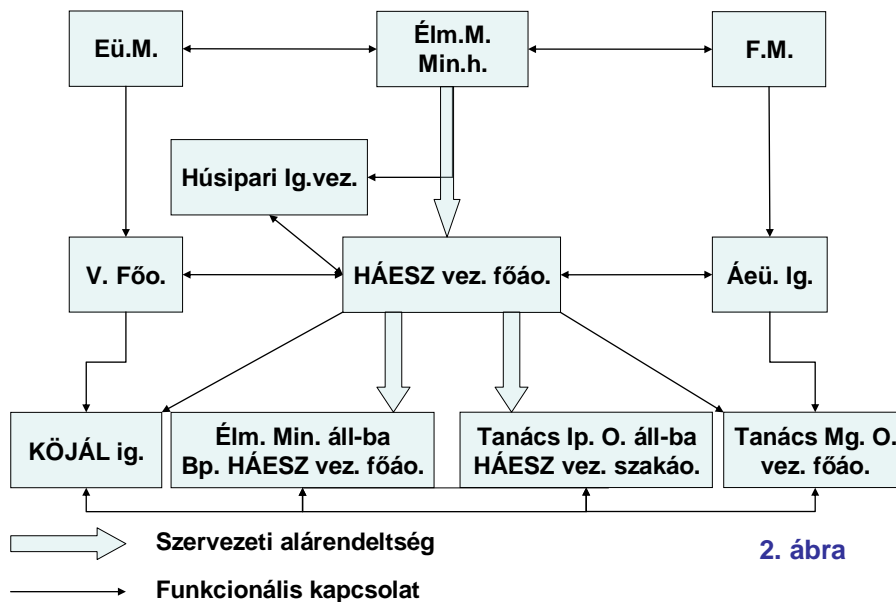 Eü.M.
Élm.M.
Min.h.
F.M.
Húsipari Ig.vez.
V. Főo.
HÁESZ vez. főáo.
Áeü. Ig.
KÖJÁL ig.
Élm. Min. áll-ba
Bp. HÁESZ vez. főáo.
Tanács Ip. O. áll-ba
HÁESZ vez. szakáo.
Tanács Mg. O.
vez. főáo.
Szervezeti alárendeltség
2. ábra
Funkcionális kapcsolat